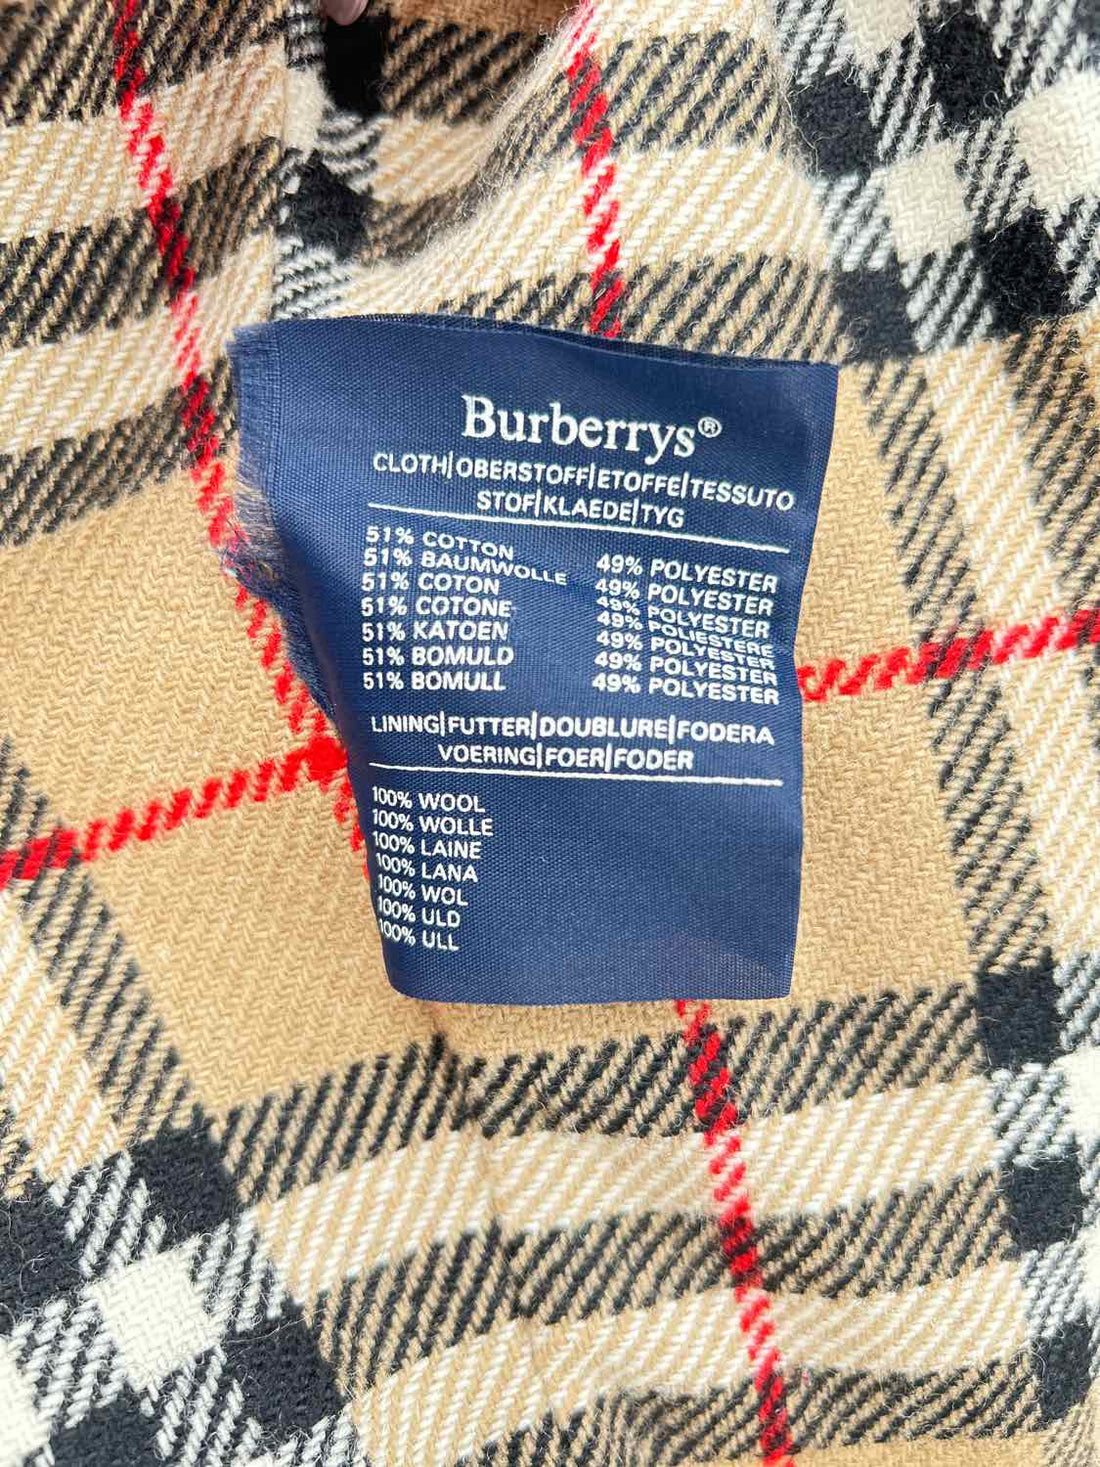 Burberrys®
CLOTH|OBERSTOFF|ETOFFE|TESSUTO
STOF|KLAEDE|TYG
51% COTTON 49% POLYESTER
51% BAUMWOLLE 49% POLYESTER
51% COTON 49% POLYESTER
51% COTONE 49% POLIESTERE
51% KATOEN 49% POLYESTER
51% BOMULD 49% POLYESTER
51% BOMULL 49% POLYESTER
LINING|FUTTER|DOUBLURE|FODERA
VOERING|FOER|FODER
100% WOOL
100% WOLLE
100% LAINE
100% LANA
100% WOL
100% ULD
100% ULL